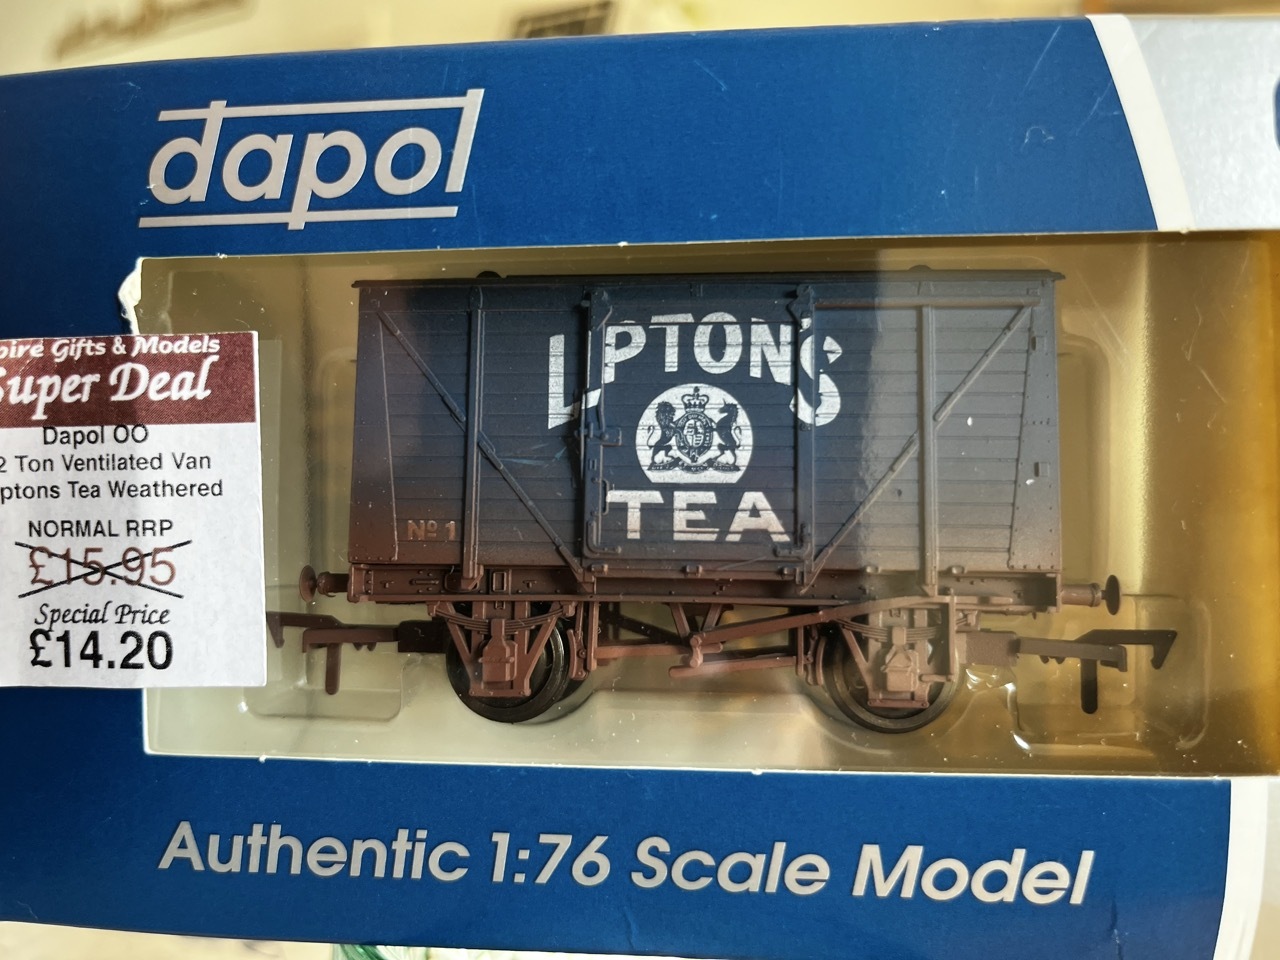 dapol
pire Gifts & Models
Super Deal
Dapol OO
2 Ton Ventilated Van
ptons Tea Weathered
NORMAL RRP
£15.95
Special Price
£14.20
LPTON'S
TEA
Nº 1
Authentic 1:76 Scale Model